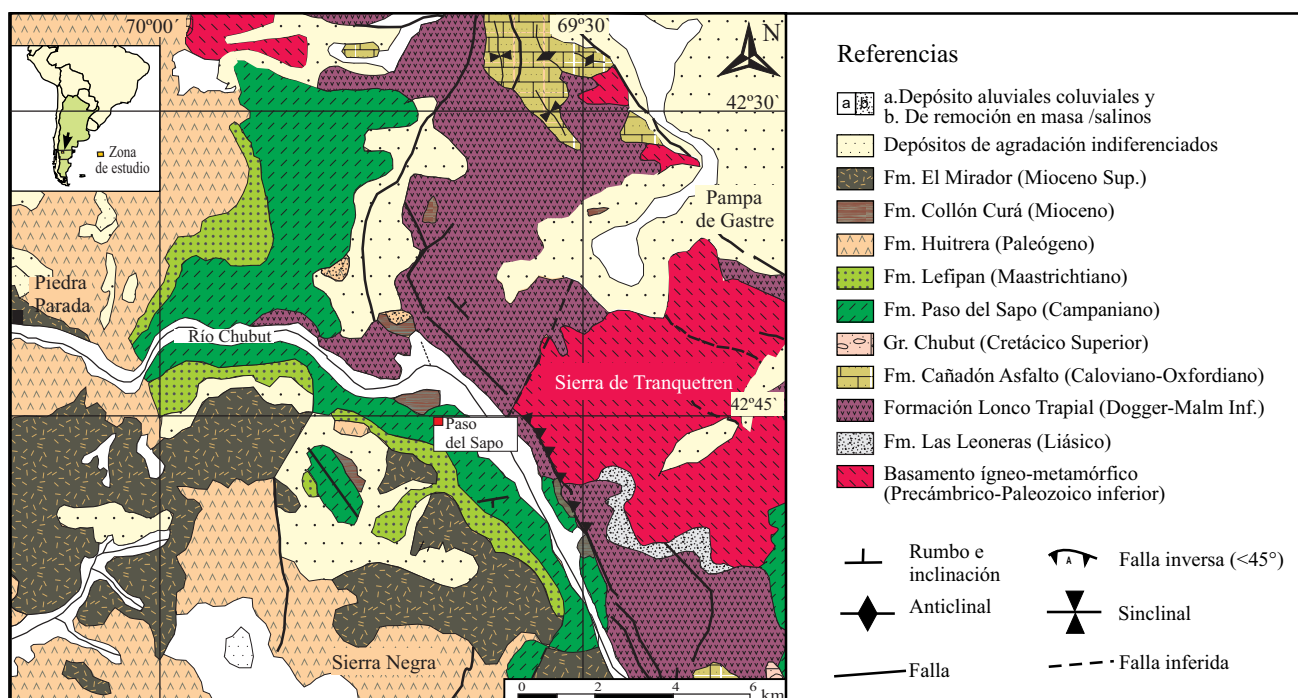 70º00´
69º30
N
42º30
Zona
de estudio
Pampa
de Gastre
Piedra
Parada
Río Chubut
Sierra de Tranquetren
42º45`
Paso
del Sapo
Sierra Negra
0 2 4 6
km
Referencias
a b
a.Depósito aluviales coluviales y
b. De remoción en masa /salinos
Depósitos de agradación indiferenciados
Fm. El Mirador (Mioceno Sup.)
Fm. Collón Curá (Mioceno)
Fm. Huitrera (Paleógeno)
Fm. Lefipan (Maastrichtiano)
Fm. Paso del Sapo (Campaniano)
Gr. Chubut (Cretácico Superior)
Fm. Cañadón Asfalto (Caloviano-Oxfordiano)
Formación Lonco Trapial (Dogger-Malm Inf.)
Fm. Las Leoneras (Liásico)
Basamento ígneo-metamórfico
(Precámbrico-Paleozoico inferior)
Rumbo e
inclinación
A
Falla inversa (<45°)
Anticlinal
Sinclinal
Falla
Falla inferida